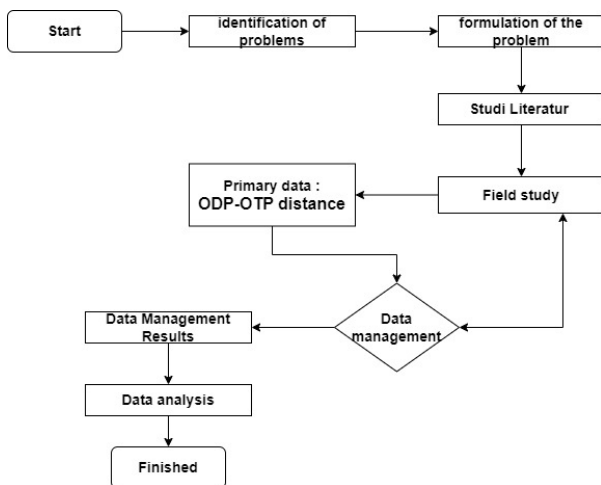 Start
identification of
problems
formulation of the
problem
Studi Literatur
Field study
Primary data :
ODP-OTP distance
Data
management
Data Management
Results
Data analysis
Finished